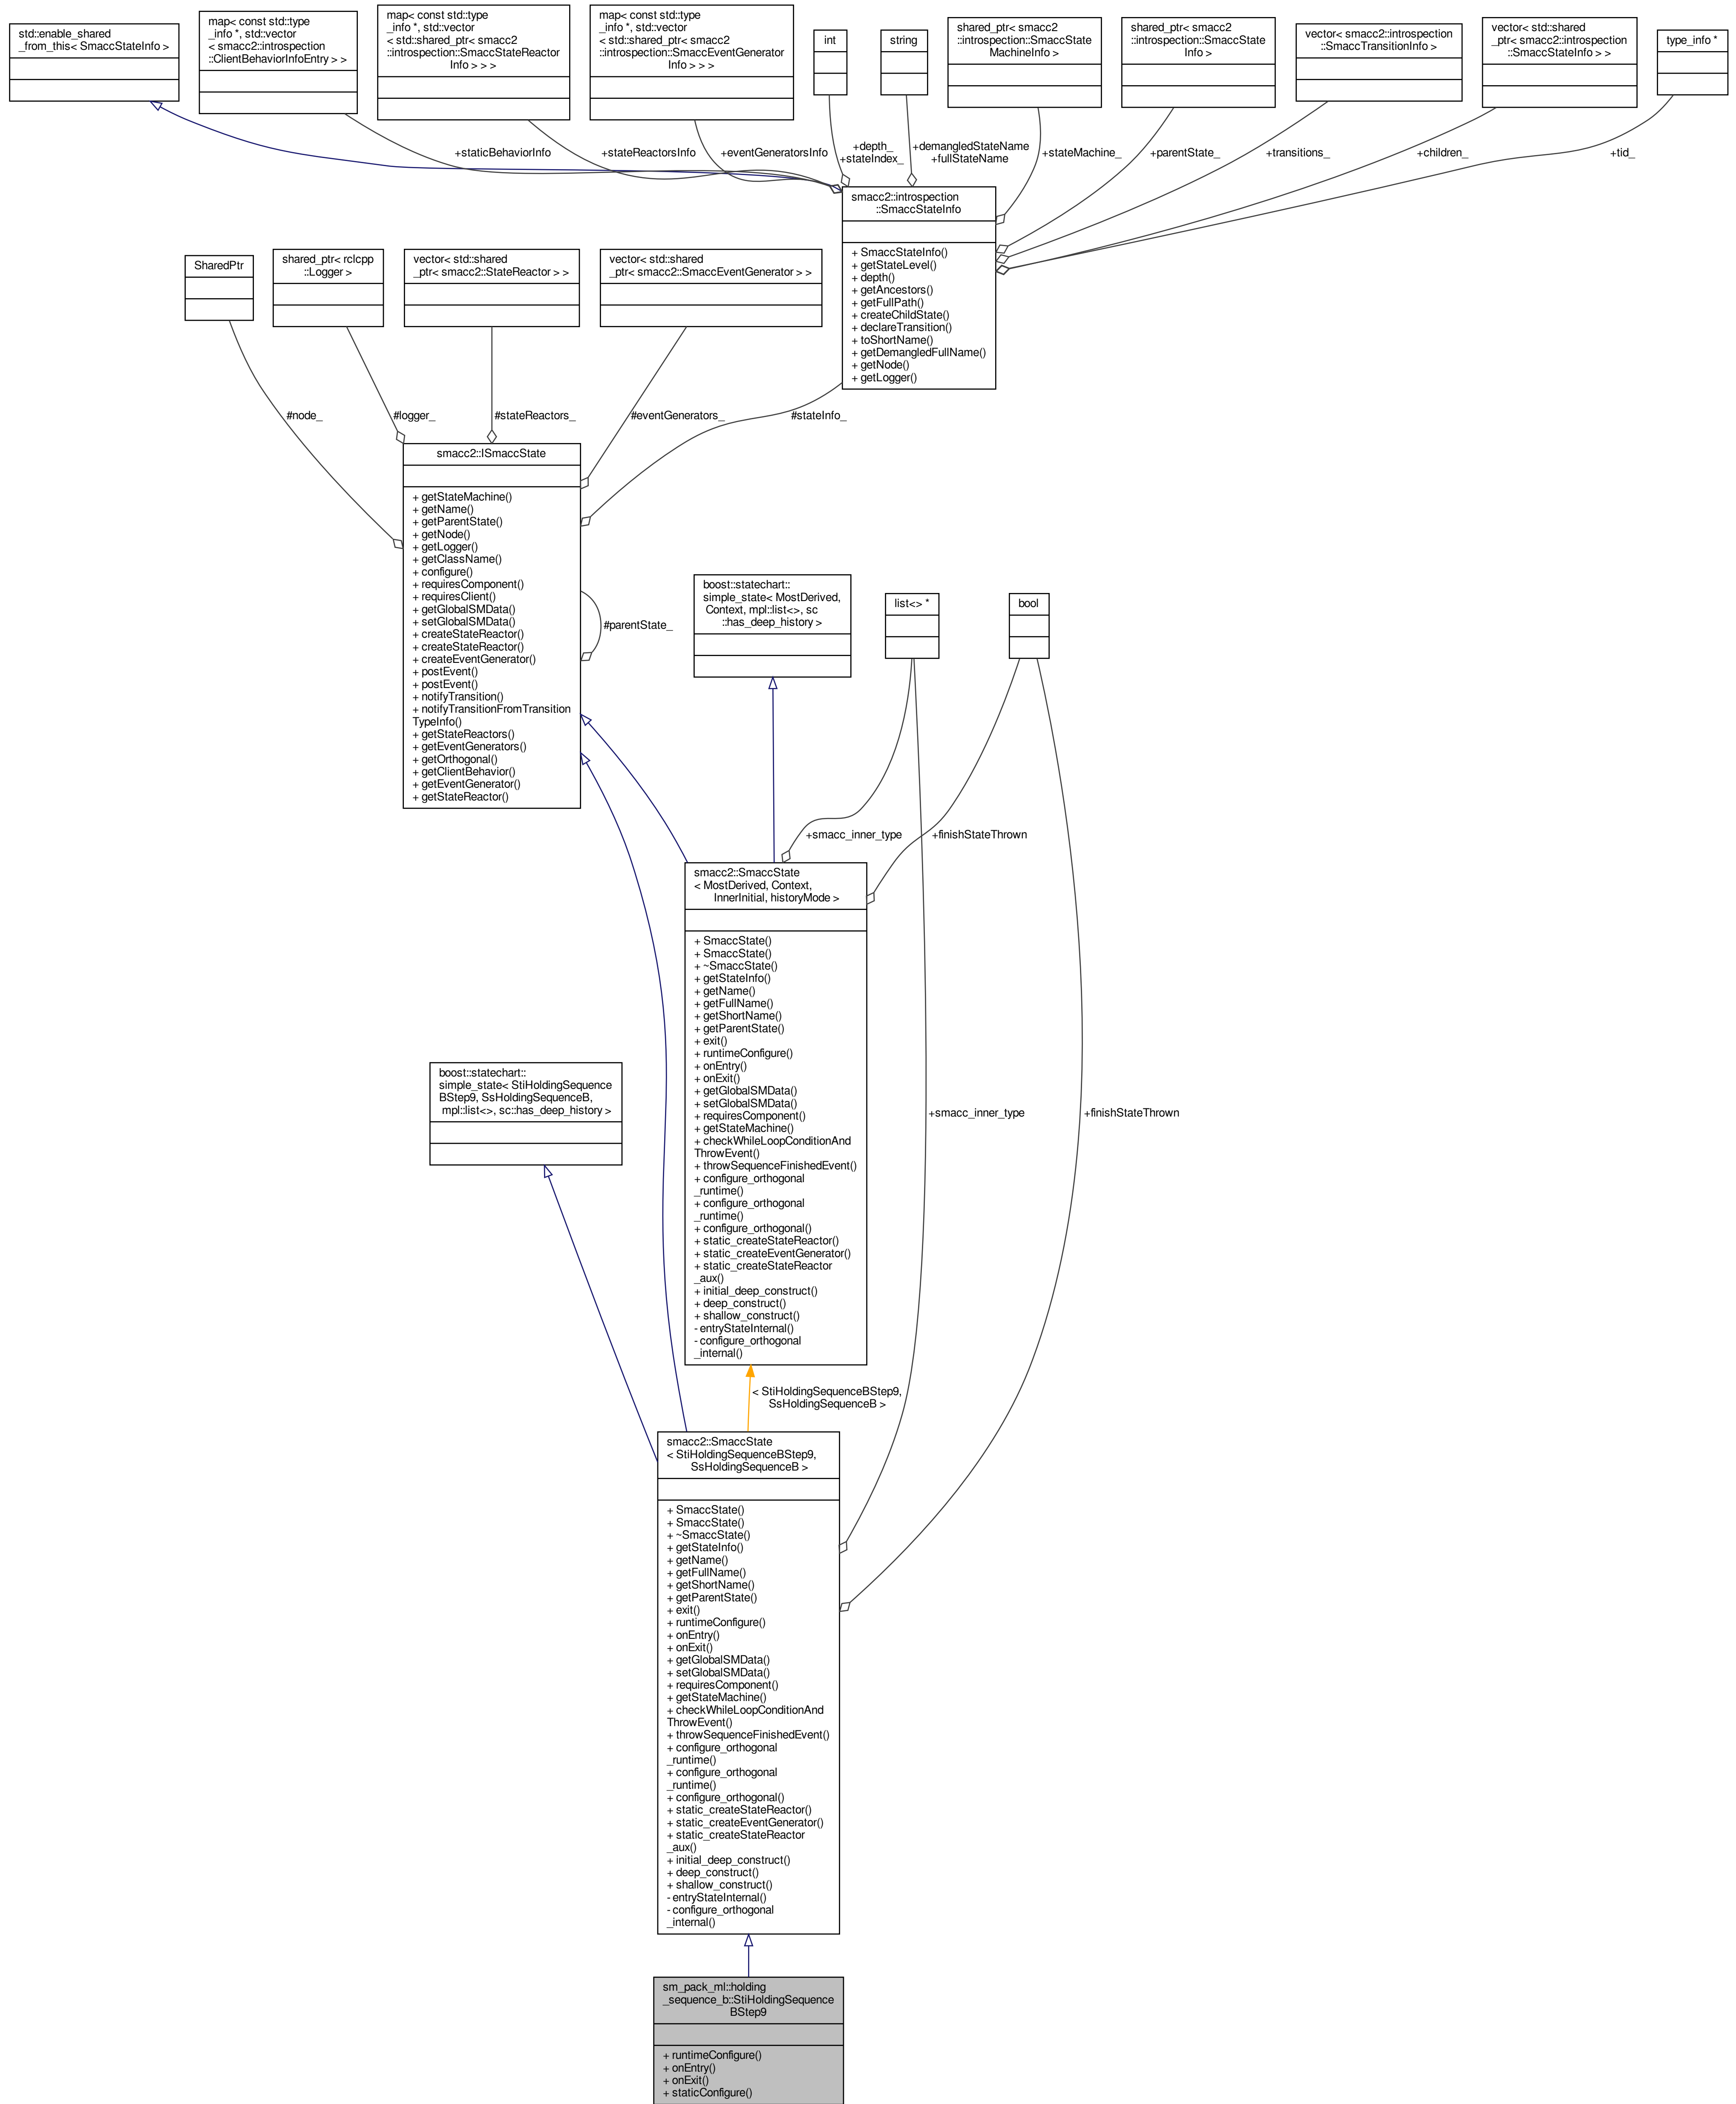 std::enable_shared
_from_this< SmaccStateInfo >
map< const std::type
_info *, std::vector
< smacc2::introspection
::ClientBehaviorInfoEntry > >
map< const std::type
_info *, std::vector
< std::shared_ptr< smacc2
::introspection::SmaccStateReactor
Info > > >
map< const std::type
_info *, std::vector
< std::shared_ptr< smacc2
::introspection::SmaccEventGenerator
Info > > >
int
string
shared_ptr< smacc2
::introspection::SmaccState
MachineInfo >
shared_ptr< smacc2
::introspection::SmaccState
Info >
vector< smacc2::introspection
::SmaccTransitionInfo >
vector< std::shared
_ptr< smacc2::introspection
::SmaccStateInfo > >
type_info *
+staticBehaviorInfo
+stateReactorsInfo
+eventGeneratorsInfo
+depth_
+stateIndex_
+demangledStateName
+fullStateName
+stateMachine_
+parentState_
+transitions_
+children_
+tid_
smacc2::introspection
::SmaccStateInfo
+ SmaccStateInfo()
+ getStateLevel()
+ depth()
+ getAncestors()
+ getFullPath()
+ createChildState()
+ declareTransition()
+ toShortName()
+ getDemangledFullName()
+ getNode()
+ getLogger()
SharedPtr
shared_ptr< rclcpp
::Logger >
vector< std::shared
_ptr< smacc2::StateReactor > >
vector< std::shared
_ptr< smacc2::SmaccEventGenerator > >
#node_
#logger_
#stateReactors_
#eventGenerators_
#stateInfo_
smacc2::ISmaccState
+ getStateMachine()
+ getName()
+ getParentState()
+ getNode()
+ getLogger()
+ getClassName()
+ configure()
+ requiresComponent()
+ requiresClient()
+ getGlobalSMData()
+ setGlobalSMData()
+ createStateReactor()
+ createStateReactor()
+ createEventGenerator()
+ postEvent()
+ postEvent()
+ notifyTransition()
+ notifyTransitionFromTransition
TypeInfo()
+ getStateReactors()
+ getEventGenerators()
+ getOrthogonal()
+ getClientBehavior()
+ getEventGenerator()
+ getStateReactor()
#parentState_
boost::statechart::
simple_state< MostDerived,
Context, mpl::list<>, sc
::has_deep_history >
list<> *
bool
+smacc_inner_type
+finishStateThrown
smacc2::SmaccState
< MostDerived, Context,
InnerInitial, historyMode >
+ SmaccState()
+ SmaccState()
+ ~SmaccState()
+ getStateInfo()
+ getName()
+ getFullName()
+ getShortName()
+ getParentState()
+ exit()
+ runtimeConfigure()
+ onEntry()
+ onExit()
+ getGlobalSMData()
+ setGlobalSMData()
+ requiresComponent()
+ getStateMachine()
+ checkWhileLoopConditionAnd
ThrowEvent()
+ throwSequenceFinishedEvent()
+ configure_orthogonal
_runtime()
+ configure_orthogonal
_runtime()
+ configure_orthogonal()
+ static_createStateReactor()
+ static_createEventGenerator()
+ static_createStateReactor
_aux()
+ initial_deep_construct()
+ deep_construct()
+ shallow_construct()
- entryStateInternal()
- configure_orthogonal
_internal()
boost::statechart::
simple_state< StiHoldingSequence
BStep9, SsHoldingSequenceB,
mpl::list<>, sc::has_deep_history >
+smacc_inner_type
+finishStateThrown
< StiHoldingSequenceBStep9,
SsHoldingSequenceB >
smacc2::SmaccState
< StiHoldingSequenceBStep9,
SsHoldingSequenceB >
+ SmaccState()
+ SmaccState()
+ ~SmaccState()
+ getStateInfo()
+ getName()
+ getFullName()
+ getShortName()
+ getParentState()
+ exit()
+ runtimeConfigure()
+ onEntry()
+ onExit()
+ getGlobalSMData()
+ setGlobalSMData()
+ requiresComponent()
+ getStateMachine()
+ checkWhileLoopConditionAnd
ThrowEvent()
+ throwSequenceFinishedEvent()
+ configure_orthogonal
_runtime()
+ configure_orthogonal
_runtime()
+ configure_orthogonal()
+ static_createStateReactor()
+ static_createEventGenerator()
+ static_createStateReactor
_aux()
+ initial_deep_construct()
+ deep_construct()
+ shallow_construct()
- entryStateInternal()
- configure_orthogonal
_internal()
sm_pack_ml::holding
_sequence_b::StiHoldingSequence
BStep9
+ runtimeConfigure()
+ onEntry()
+ onExit()
+ staticConfigure()